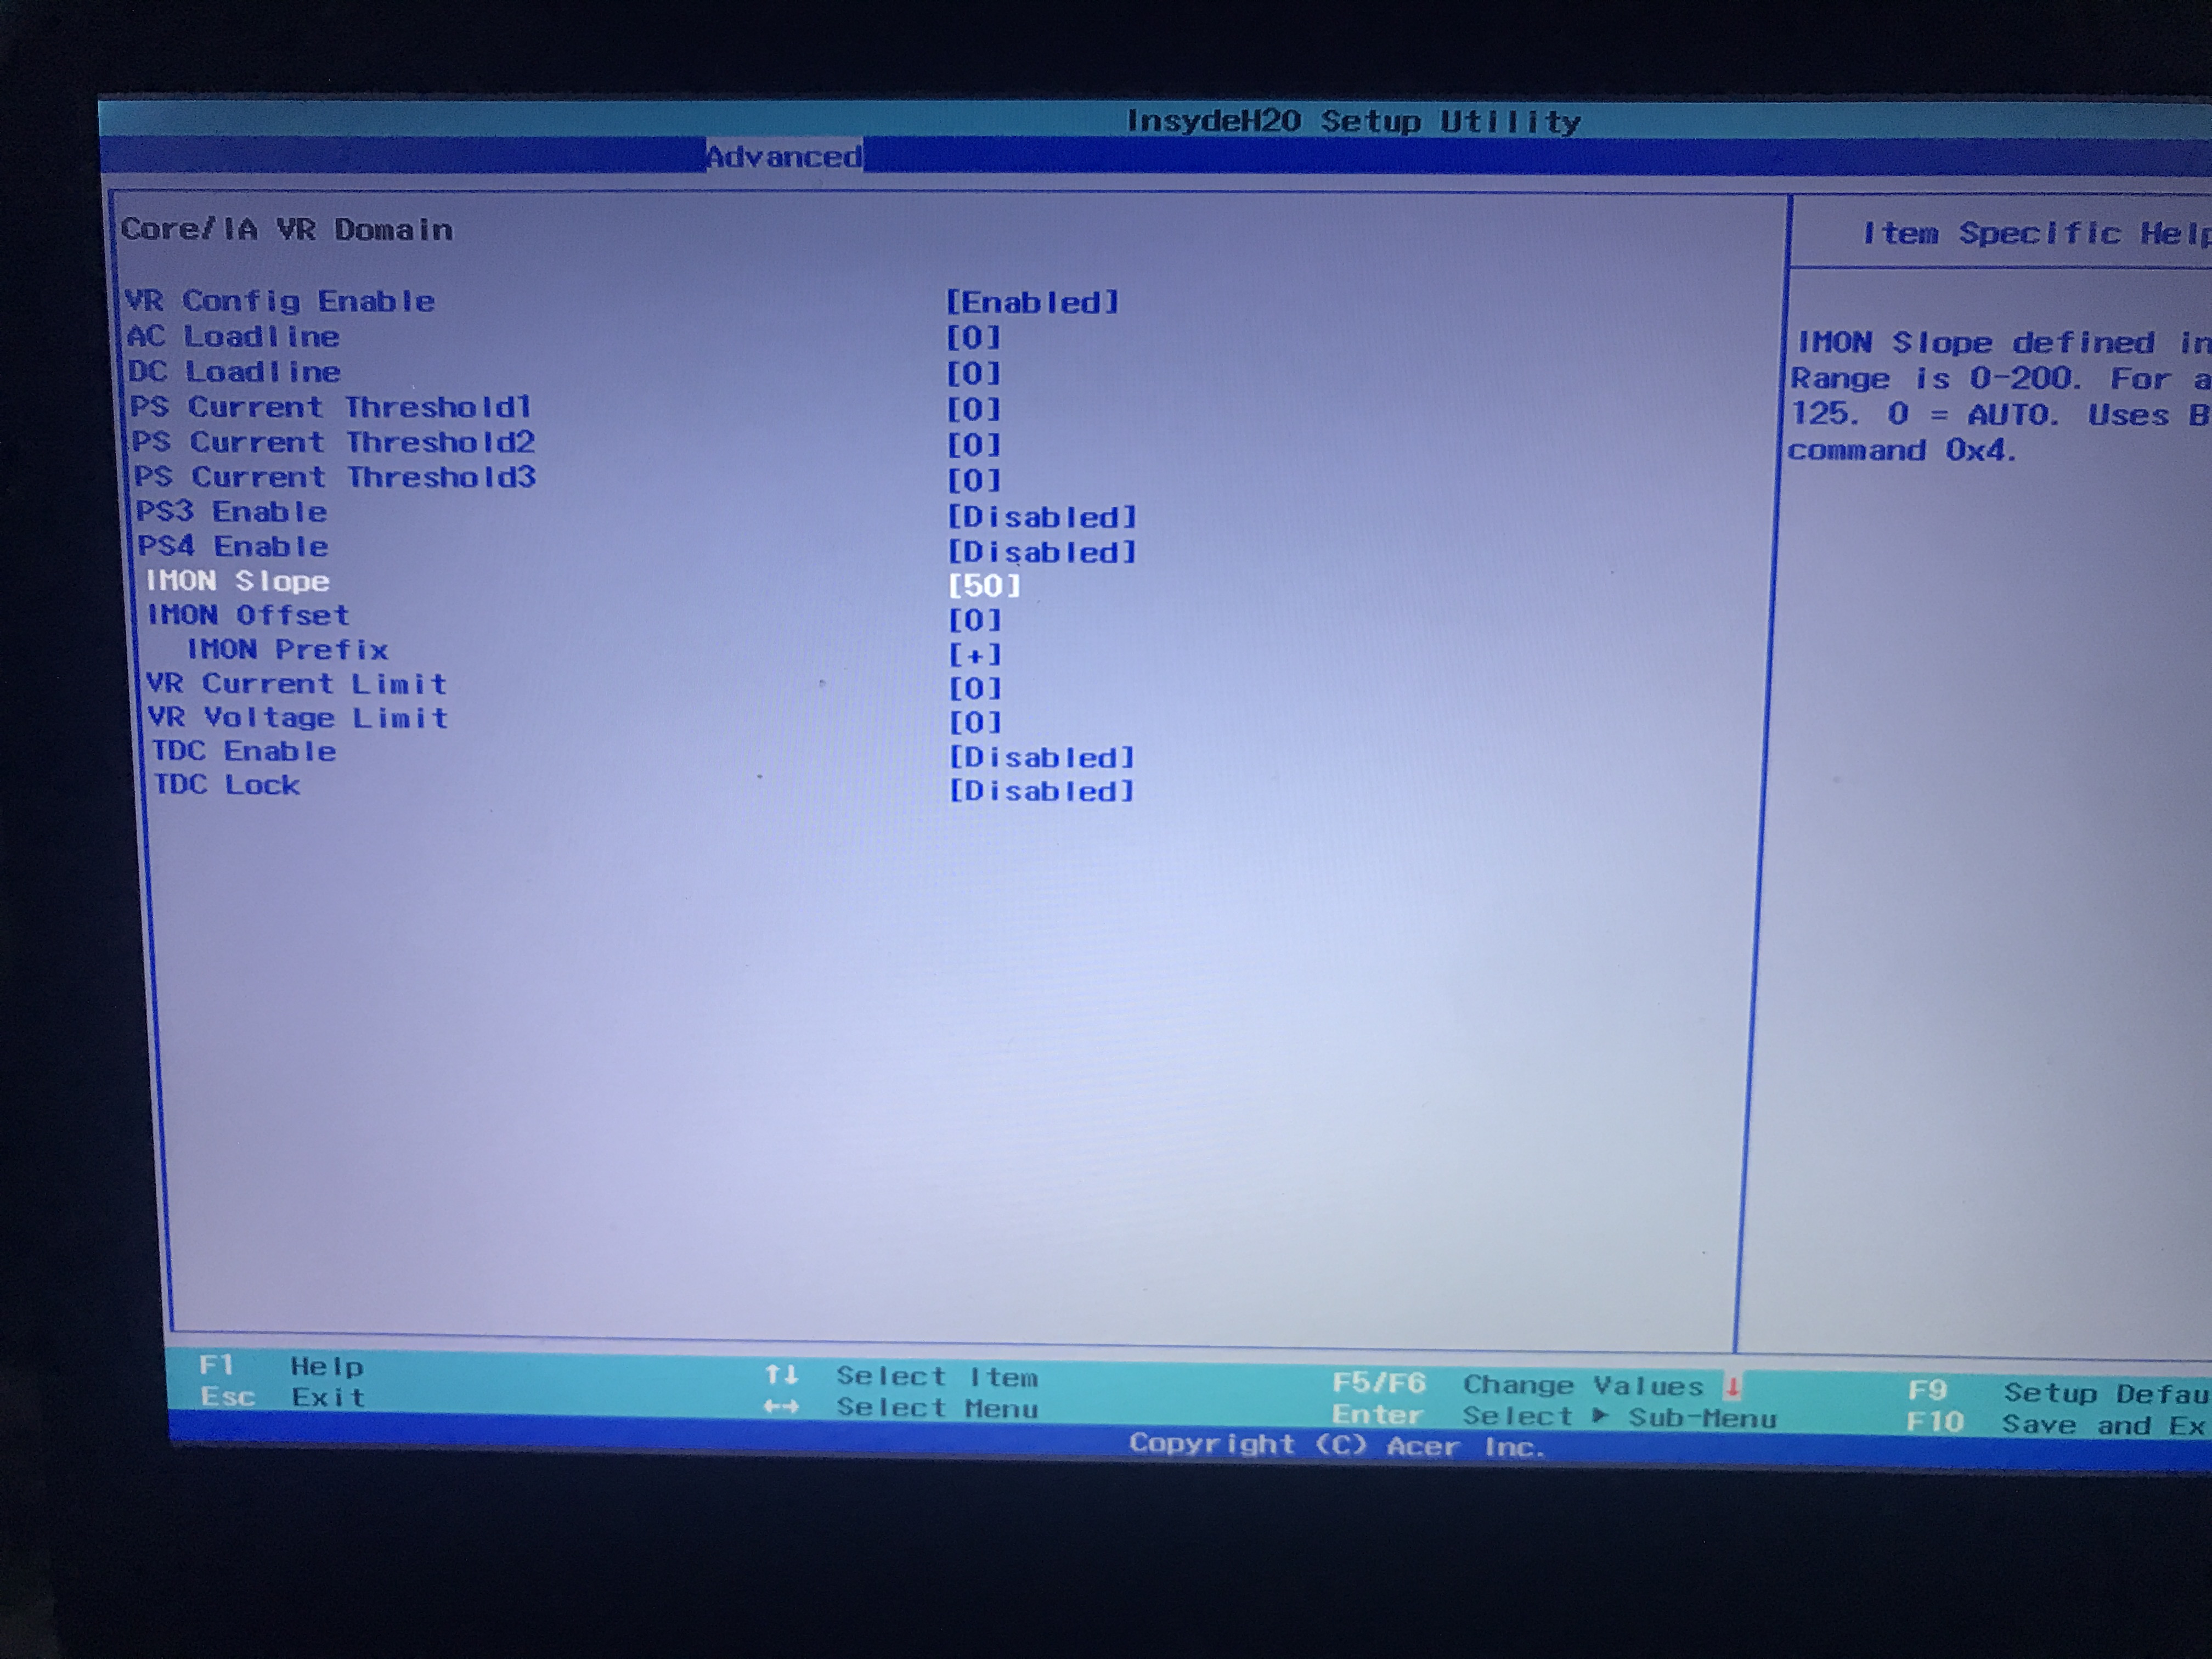 InsydeH2O Setup Utility
Advanced
Core/IA VR Domain
VR Config Enable [Enabled]
AC Loadline [0]
DC Loadline [0]
PS Current Threshold1 [0]
PS Current Threshold2 [0]
PS Current Threshold3 [0]
PS3 Enable [Disabled]
PS4 Enable [Disabled]
IMON Slope [50]
IMON Offset [0]
IMON Prefix [+]
VR Current Limit [0]
VR Voltage Limit [0]
TDC Enable [Disabled]
TDC Lock [Disabled]
Item Specific Help
IMON Slope defined in
Range is 0-200. For a
125. 0 = AUTO. Uses B
command 0x4.
F1 Help ↑↓ Select Item F5/F6 Change Values ↓ F9 Setup Defau
Esc Exit ←→ Select Menu Enter Select ▶ Sub-Menu F10 Save and Ex
Copyright (C) Acer Inc.